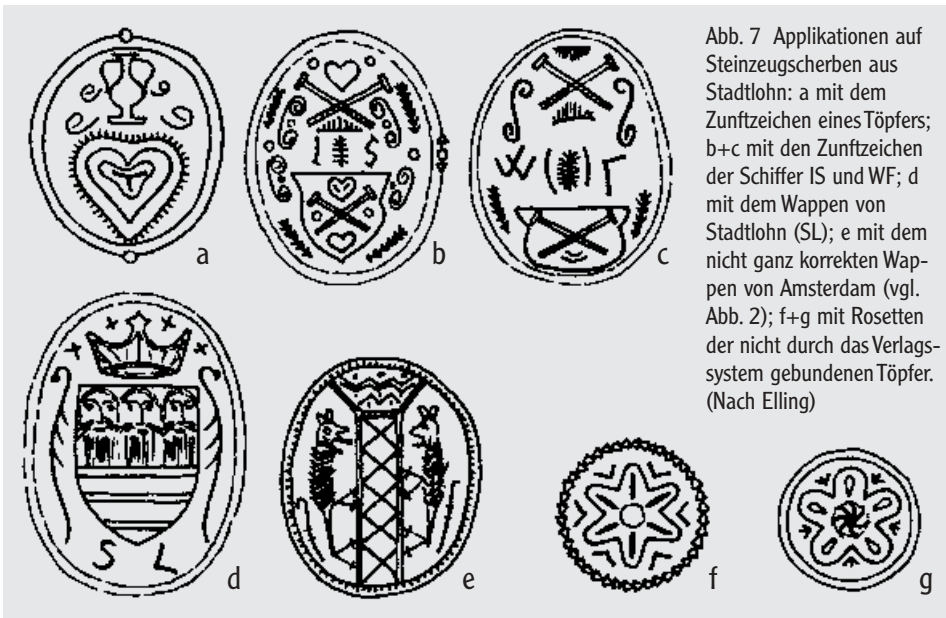 Abb. 7 Applikationen auf
Steinzeugscherben aus
Stadtlohn: a mit dem
Zunftzeichen eines Töpfers;
b+c mit den Zunftzeichen
der Schiffer IS und WF; d
mit dem Wappen von
Stadtlohn (SL); e mit dem
nicht ganz korrekten Wap-
pen von Amsterdam (vgl.
Abb. 2); f+g mit Rosetten
der nicht durch das Verlags-
system gebundenen Töpfer.
(Nach Elling)
I S
W Γ
a
b
c
S L
d
e
f
g